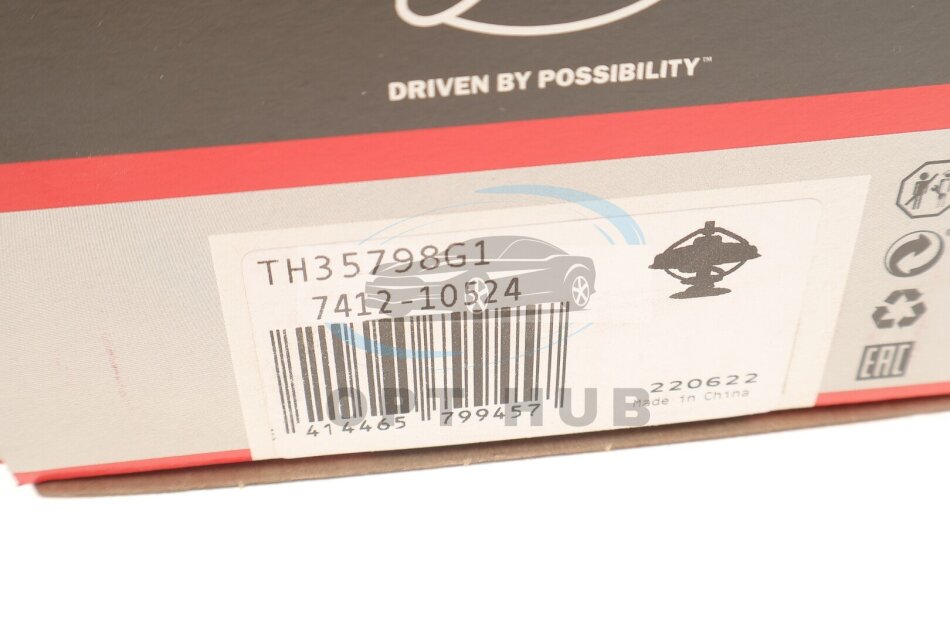 DRIVEN BY POSSIBILITY™
TH35798G1
7412-10524
414465 799457
220622
Made in China
EAC
OPT HUB